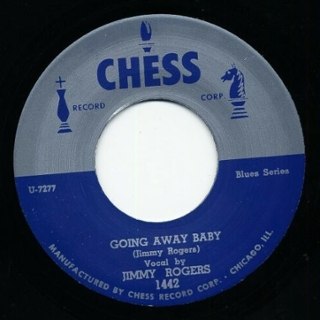 CHESS
RECORD CORP
U-7277
Blues Series
GOING AWAY BABY
(Jimmy Rogers)
Vocal by
JIMMY ROGERS
1442
MANUFACTURED BY CHESS RECORD CORP. · CHICAGO, ILL.